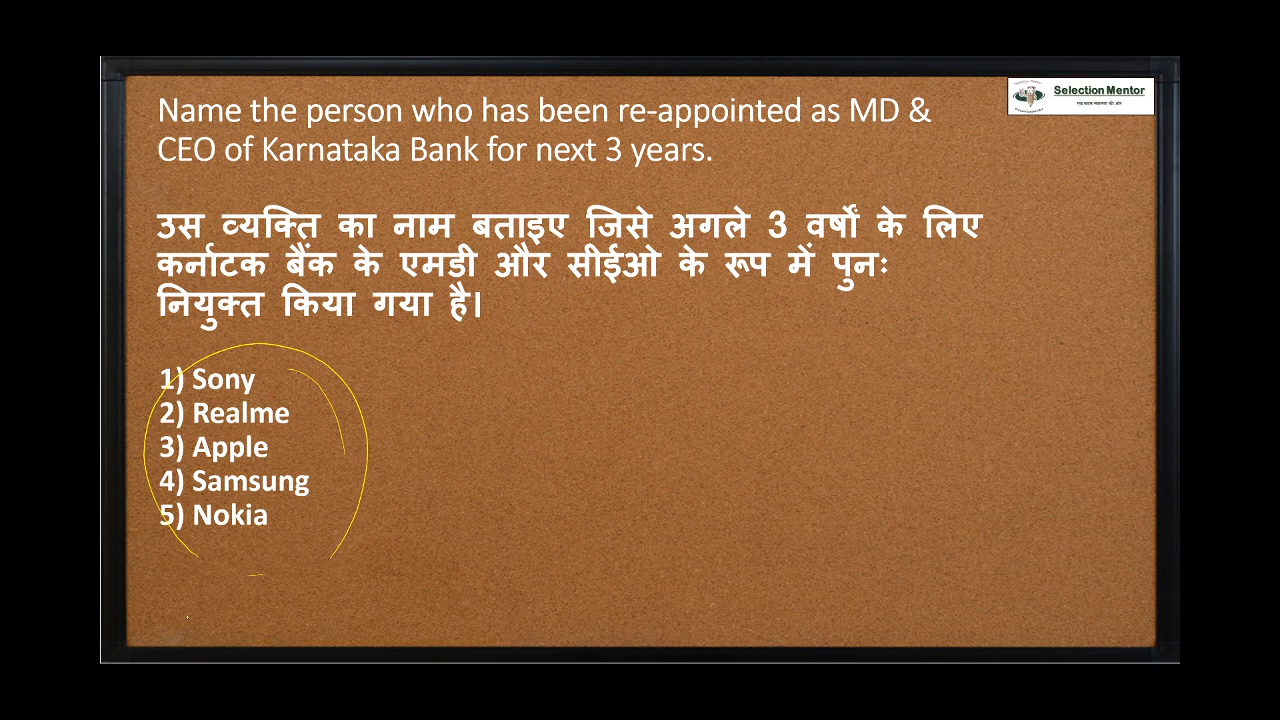 Selection Mentor
Name the person who has been re-appointed as MD &
CEO of Karnataka Bank for next 3 years.
उस व्यक्ति का नाम बताइए जिसे अगले 3 वर्षों के लिए
कर्नाटक बैंक के एमडी और सीईओ के रूप में पुनः
नियुक्त किया गया है।
1) Sony
2) Realme
3) Apple
4) Samsung
5) Nokia